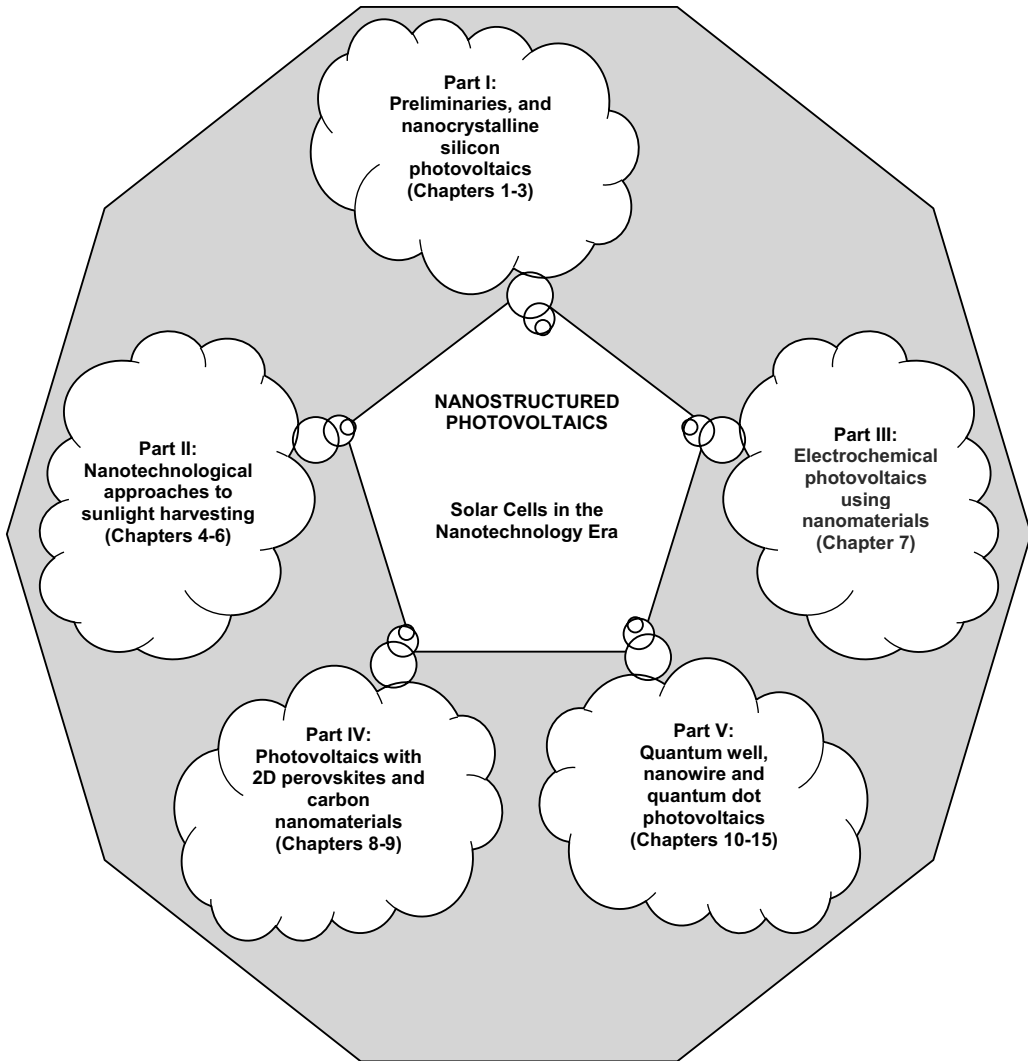 Part I:
Preliminaries, and
nanocrystalline
silicon
photovoltaics
(Chapters 1-3)
NANOSTRUCTURED
PHOTOVOLTAICS
Solar Cells in the
Nanotechnology Era
Part II:
Nanotechnological
approaches to
sunlight harvesting
(Chapters 4-6)
Part III:
Electrochemical
photovoltaics
using
nanomaterials
(Chapter 7)
Part IV:
Photovoltaics with
2D perovskites and
carbon
nanomaterials
(Chapters 8-9)
Part V:
Quantum well,
nanowire and
quantum dot
photovoltaics
(Chapters 10-15)